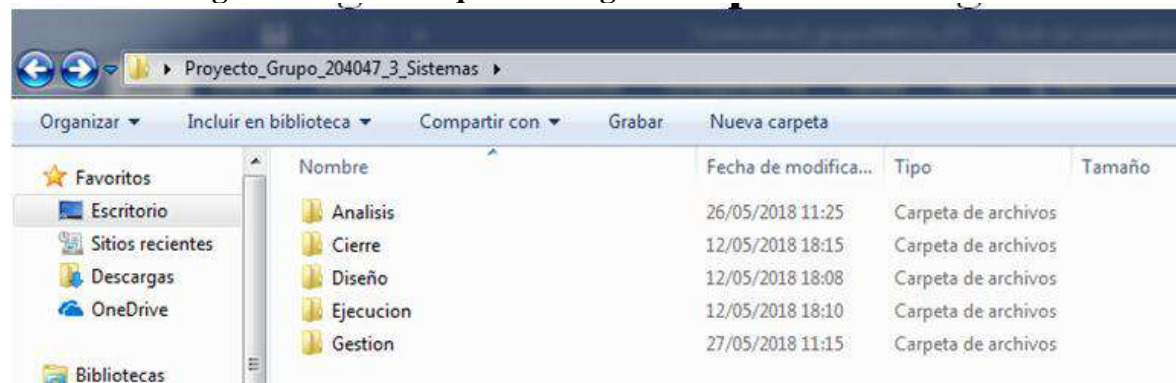 Proyecto_Grupo_204047_3_Sistemas
Organizar Incluir en biblioteca Compartir con Grabar Nueva carpeta
Favoritos
Escritorio
Sitios recientes
Descargas
OneDrive
Bibliotecas
Nombre Fecha de modifica... Tipo Tamaño
Analisis 26/05/2018 11:25 Carpeta de archivos
Cierre 12/05/2018 18:15 Carpeta de archivos
Diseño 12/05/2018 18:08 Carpeta de archivos
Ejecucion 12/05/2018 18:10 Carpeta de archivos
Gestion 27/05/2018 11:15 Carpeta de archivos